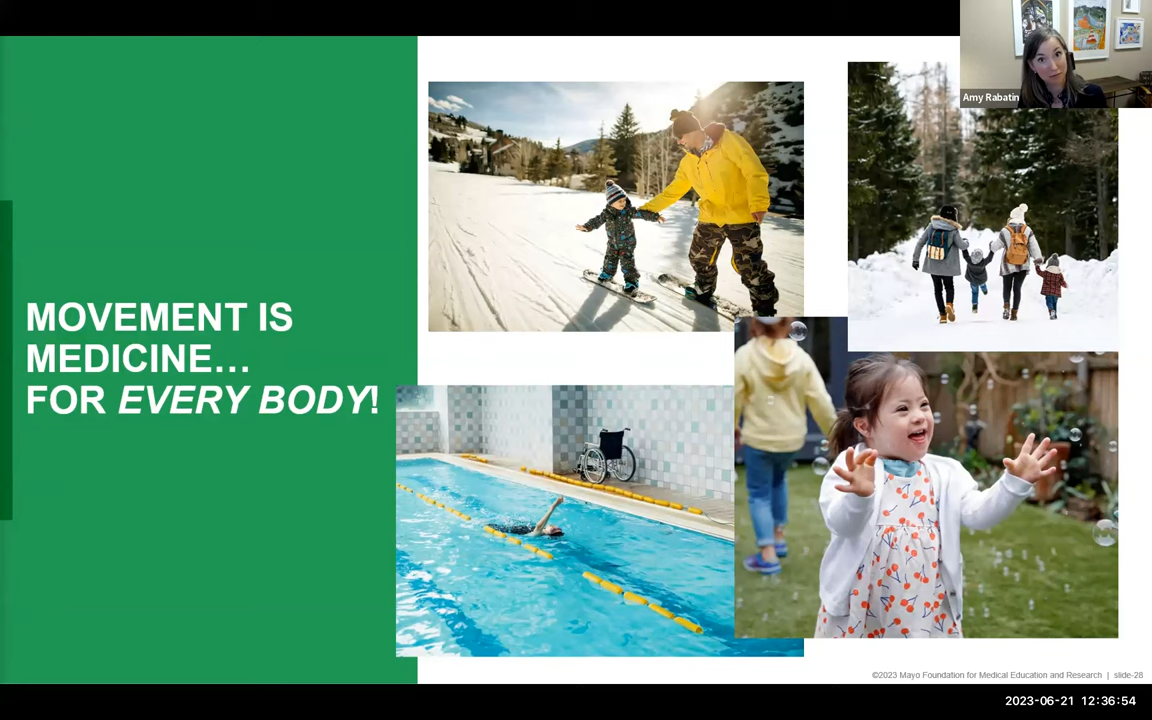 Amy Rabatin
MOVEMENT IS
MEDICINE...
FOR EVERY BODY!
©2023 Mayo Foundation for Medical Education and Research | slide-28
2023-06-21 12:36:54